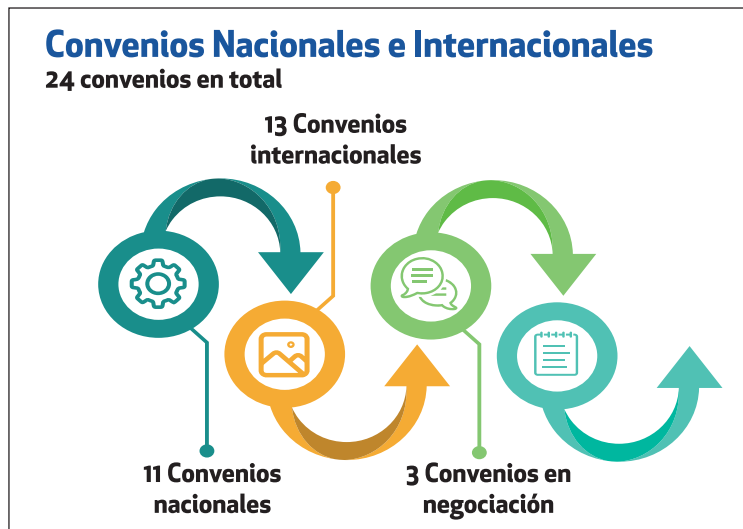 Convenios Nacionales e Internacionales
24 convenios en total
13 Convenios
internacionales
11 Convenios
nacionales
3 Convenios en
negociación